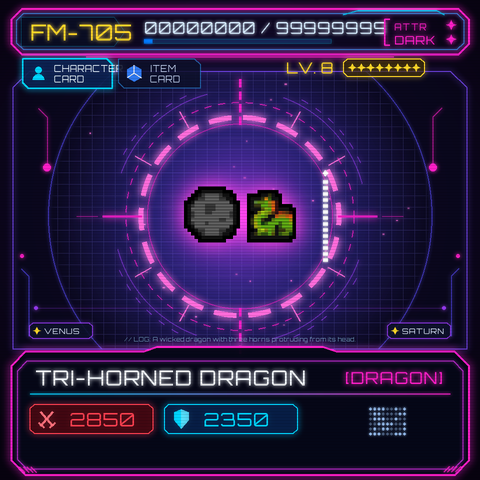 FM-705
00000000 / 99999999
ATTR
DARK
CHARACTER
CARD
ITEM
CARD
LV. 8
VENUS
SATURN
// LOG: A wicked dragon with three horns protruding from its head.
TRI-HORNED DRAGON
[DRAGON]
2850
2350